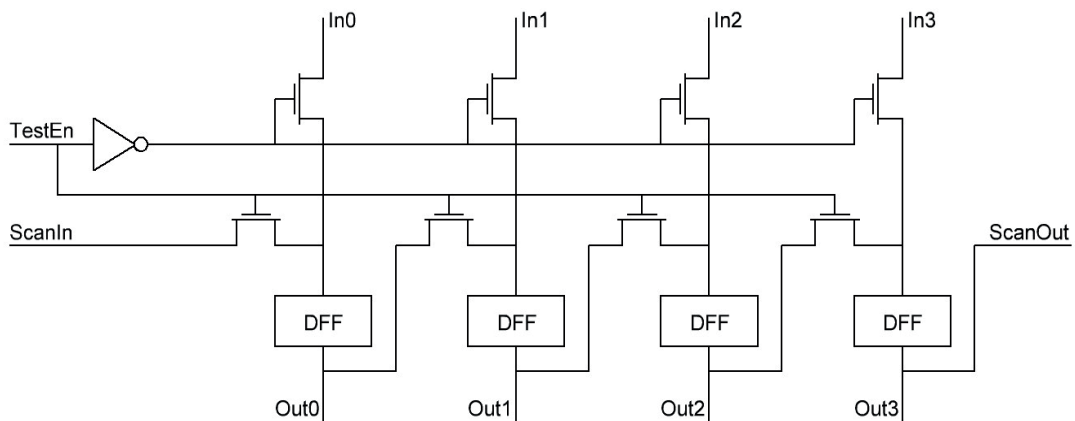 In0 In1 In2 In3
TestEn
ScanIn ScanOut
DFF DFF DFF DFF
Out0 Out1 Out2 Out3